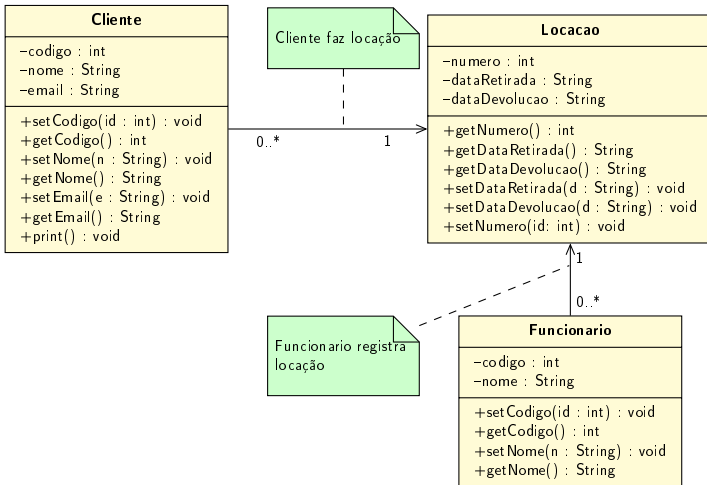 Cliente
-codigo : int
-nome : String
-email : String
+setCodigo(id : int) : void
+getCodigo() : int
+setNome(n : String) : void
+getNome() : String
+setEmail(e : String) : void
+getEmail() : String
+print() : void
Cliente faz locação
0..*
1
Locacao
-numero : int
-dataRetirada : String
-dataDevolucao : String
+getNumero() : int
+getDataRetirada() : String
+getDataDevolucao() : String
+setDataRetirada(d : String) : void
+setDataDevolucao(d : String) : void
+setNumero(id: int) : void
1
0..*
Funcionario registra
locação
Funcionario
-codigo : int
-nome : String
+setCodigo(id : int) : void
+getCodigo() : int
+setNome(n : String) : void
+getNome() : String